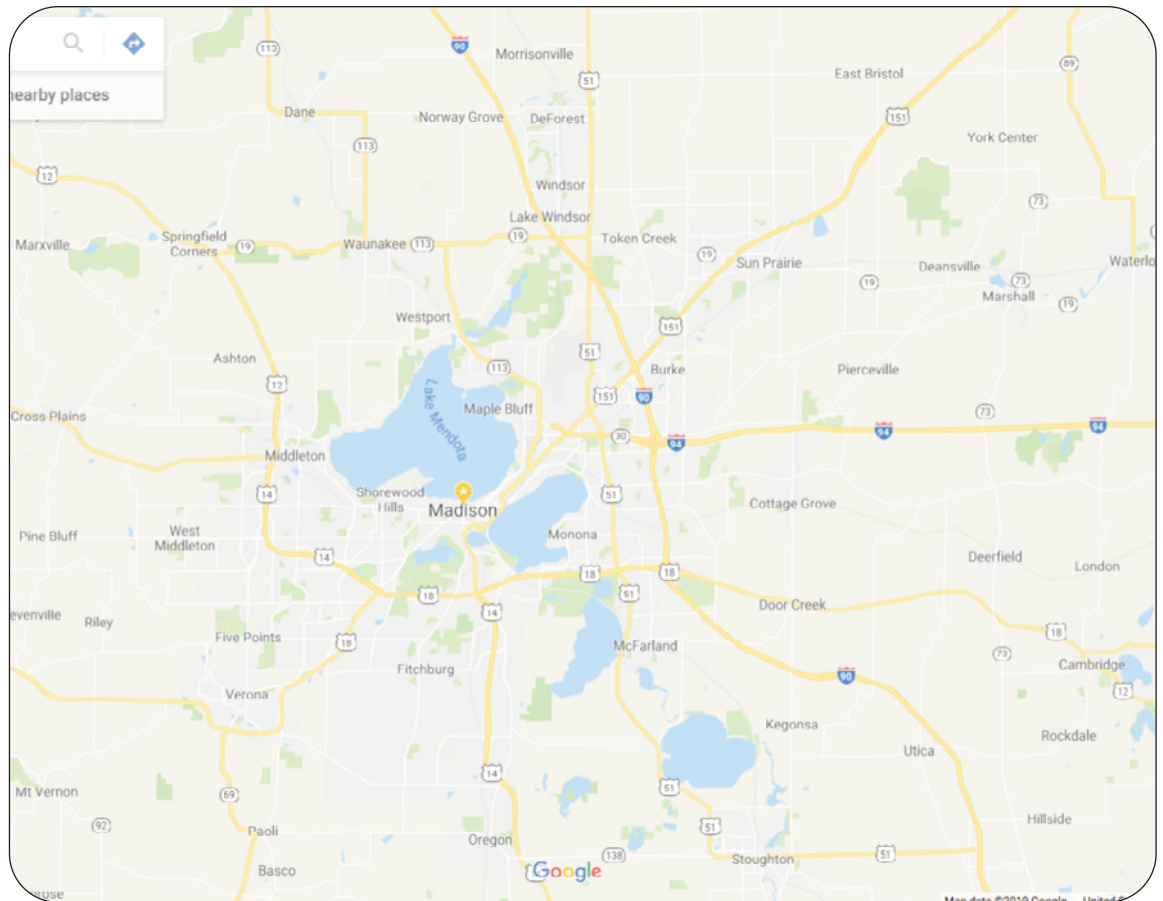 90
Morrisonville
113
51
89
East Bristol
nearby places
Dane
Norway Grove
DeForest
151
York Center
113
12
Windsor
73
Lake Windsor
Springfield
Corners
19
Waunakee
113
19
Token Creek
Marxville
19
Sun Prairie
Deansville
73
19
Marshall
19
Westport
151
51
Ashton
113
Burke
Pierceville
12
151
90
Lake Mendota
Maple Bluff
73
Cross Plains
94
94
30
94
Middleton
14
Shorewood
Hills
51
Cottage Grove
Madison
Pine Bluff
West
Middleton
Monona
14
Deerfield
London
18
18
18
51
Door Creek
14
evenville
Riley
Five Points
18
18
McFarland
73
Cambridge
Fitchburg
90
12
Verona
Kegonsa
Rockdale
Utica
14
51
Mt Vernon
69
92
Paoli
51
Hillside
Oregon
138
51
Stoughton
Basco
Google
Map data ©2019 Google